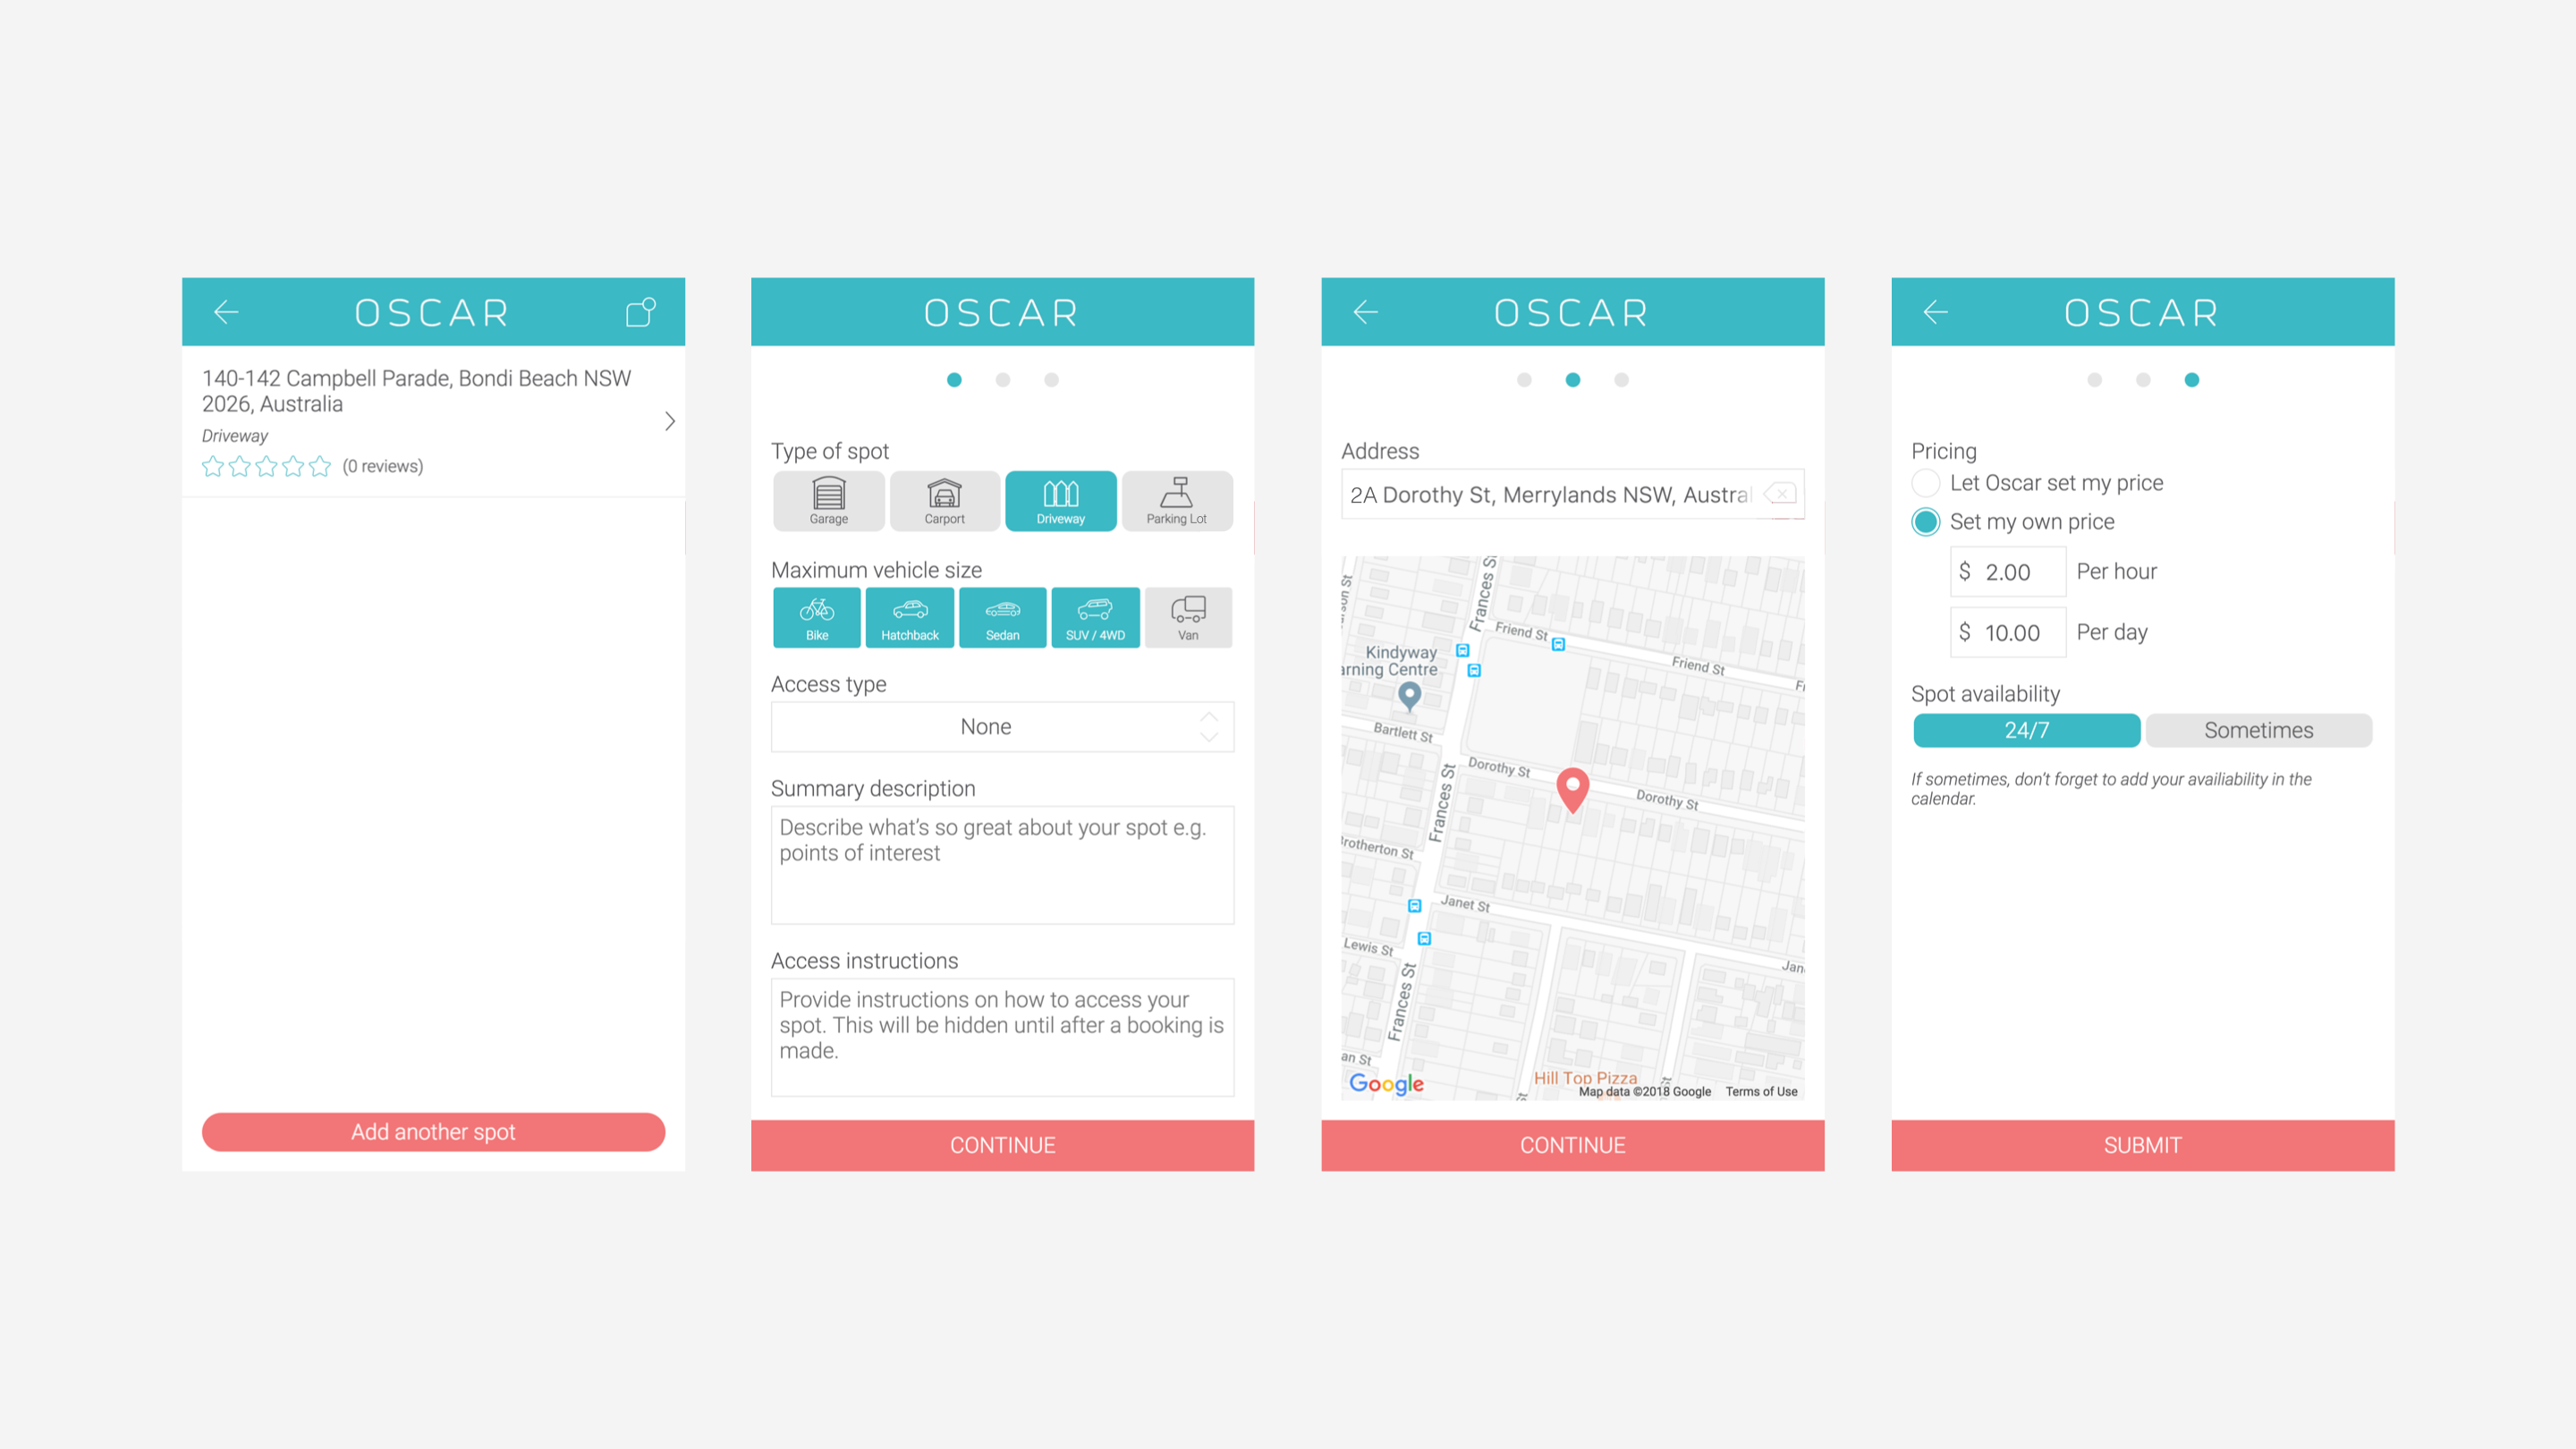 OSCAR
140-142 Campbell Parade, Bondi Beach NSW
2026, Australia
Driveway
(0 reviews)
Add another spot
OSCAR
Type of spot
Garage
Carport
Driveway
Parking Lot
Maximum vehicle size
Bike
Hatchback
Sedan
SUV / 4WD
Van
Access type
None
Summary description
Describe what's so great about your spot e.g.
points of interest
Access instructions
Provide instructions on how to access your
spot. This will be hidden until after a booking is
made.
CONTINUE
OSCAR
Address
2A Dorothy St, Merrylands NSW, Austral
Frances St
Friend St
Friend St
Kindyway
arning Centre
Bartlett St
Dorothy St
Dorothy St
Frances St
rotherton St
Janet St
Lewis St
Jan
Frances St
an St
Hill Top Pizza
Google
Map data ©2018 Google
Terms of Use
CONTINUE
OSCAR
Pricing
Let Oscar set my price
Set my own price
$ 2.00
Per hour
$ 10.00
Per day
Spot availability
24/7
Sometimes
If sometimes, don't forget to add your availiability in the
calendar.
SUBMIT